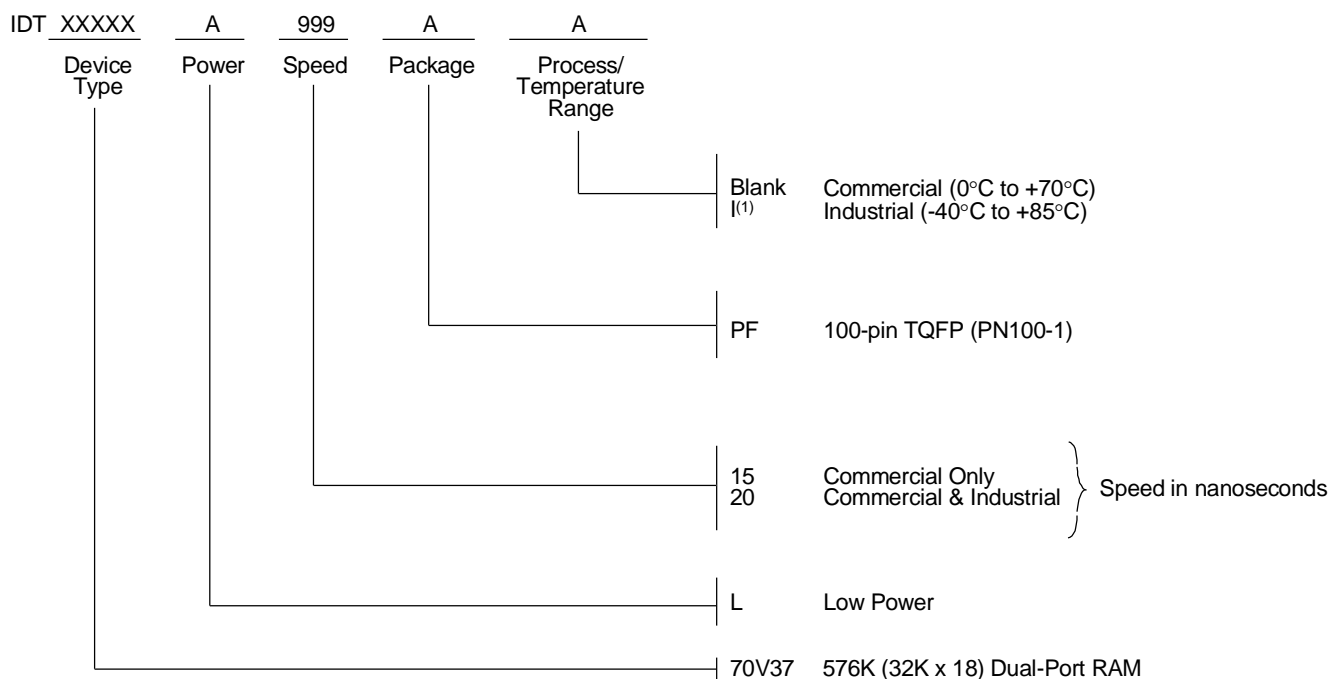 IDT XXXXX A 999 A A
Device Type
Power
Speed
Package
Process/ Temperature Range
Blank Commercial (0°C to +70°C)
I(1) Industrial (-40°C to +85°C)
PF 100-pin TQFP (PN100-1)
15 Commercial Only
20 Commercial & Industrial
Speed in nanoseconds
L Low Power
70V37 576K (32K x 18) Dual-Port RAM